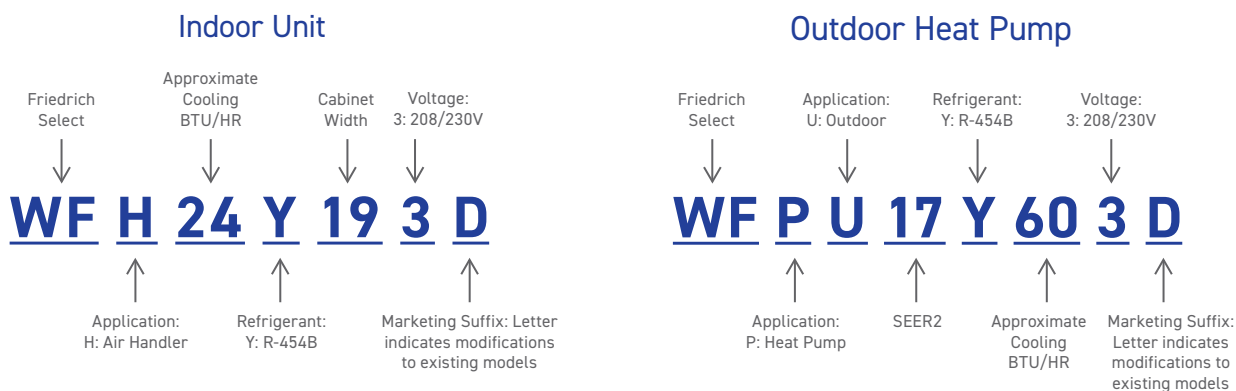 Indoor Unit
Friedrich
Select
Approximate
Cooling
BTU/HR
Cabinet
Width
Voltage:
3: 208/230V
WF H 24 Y 19 3 D
Application:
H: Air Handler
Refrigerant:
Y: R-454B
Marketing Suffix: Letter
indicates modifications
to existing models
Outdoor Heat Pump
Friedrich
Select
Application:
U: Outdoor
Refrigerant:
Y: R-454B
Voltage:
3: 208/230V
WF P U 17 Y 60 3 D
Application:
P: Heat Pump
SEER2
Approximate
Cooling
BTU/HR
Marketing Suffix:
Letter indicates
modifications to
existing models